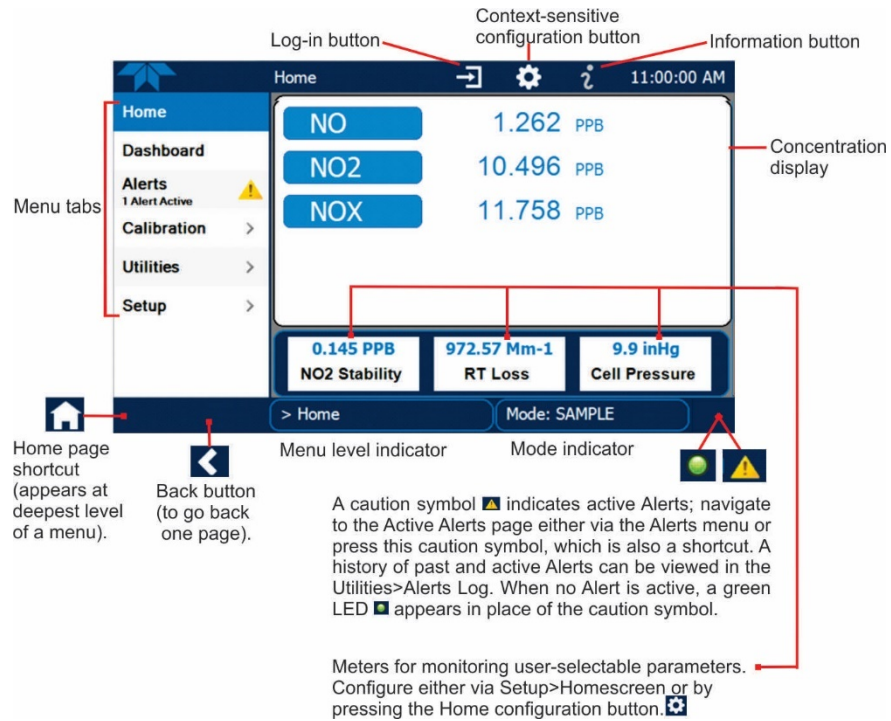 Context-sensitive
configuration button
Log-in button
Information button
Home
11:00:00 AM
Home
Dashboard
Alerts
1 Alert Active
Calibration >
Utilities >
Setup >
Menu tabs
NO 1.262 PPB
NO2 10.496 PPB
NOX 11.758 PPB
Concentration
display
0.145 PPB
NO2 Stability
972.57 Mm-1
RT Loss
9.9 inHg
Cell Pressure
> Home
Mode: SAMPLE
Home page
shortcut
(appears at
deepest level
of a menu).
Back button
(to go back
one page).
Menu level indicator
Mode indicator
A caution symbol indicates active Alerts; navigate
to the Active Alerts page either via the Alerts menu or
press this caution symbol, which is also a shortcut. A
history of past and active Alerts can be viewed in the
Utilities>Alerts Log. When no Alert is active, a green
LED appears in place of the caution symbol.
Meters for monitoring user-selectable parameters.
Configure either via Setup>Homescreen or by
pressing the Home configuration button.